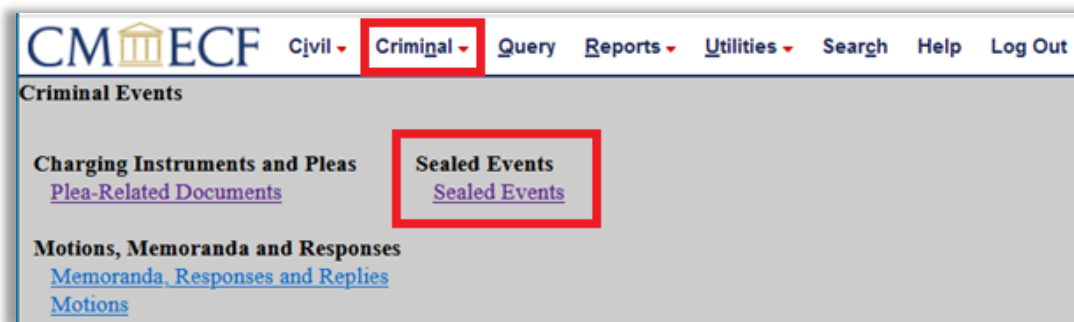 CM ECF Civil Criminal Query Reports Utilities Search Help Log Out
Criminal Events
Charging Instruments and Pleas
Plea-Related Documents
Sealed Events
Sealed Events
Motions, Memoranda and Responses
Memoranda, Responses and Replies
Motions